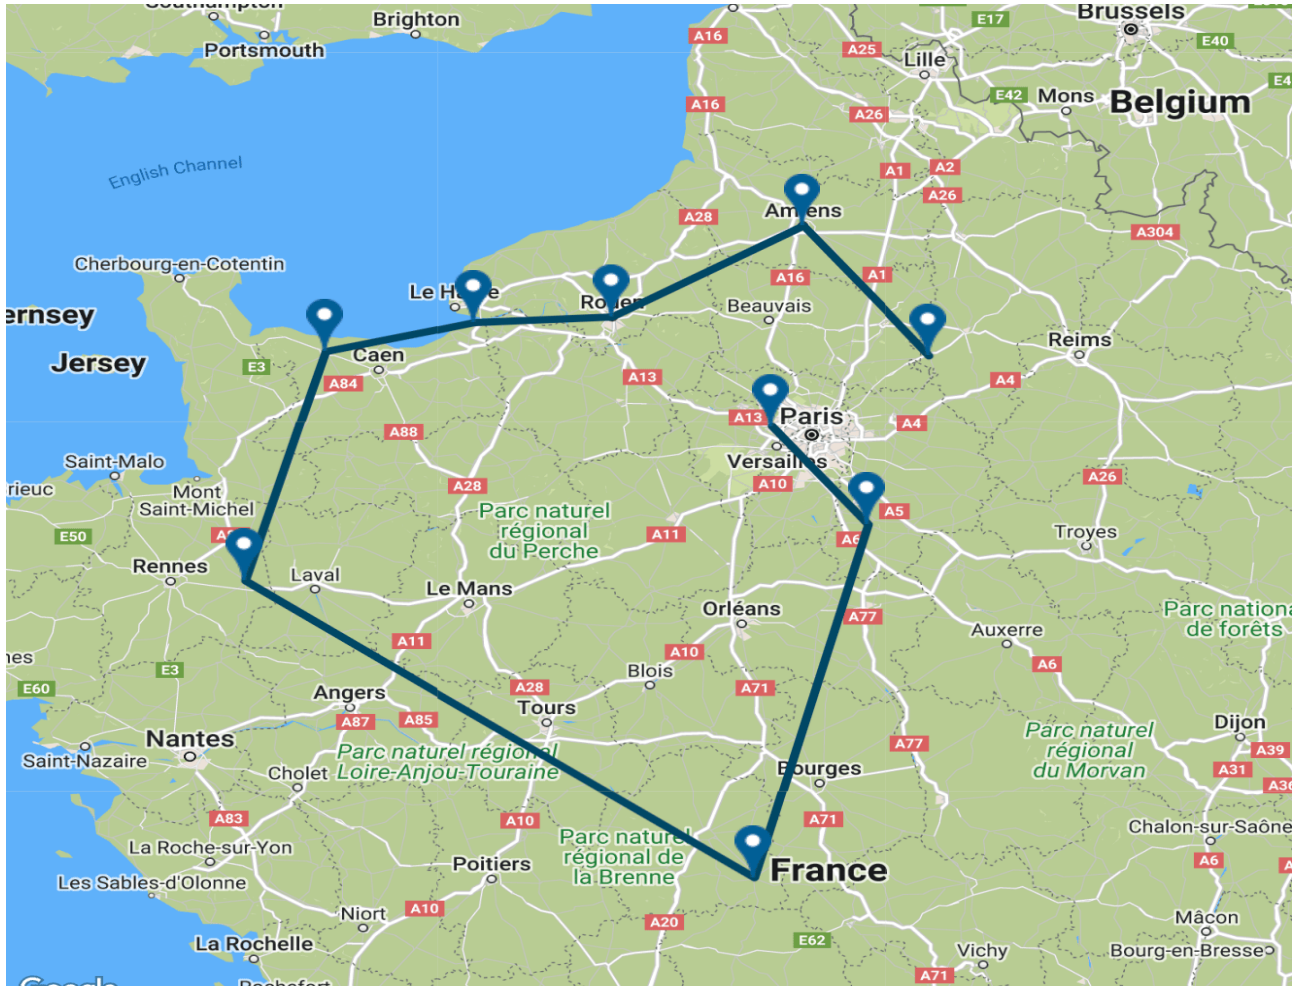 Southampton
Brighton
Portsmouth
A16
A25
E17
Brussels
E40
Lille
E42
Mons
Belgium
A16
A26
English Channel
A1
A2
A26
A28
Amiens
A304
Cherbourg-en-Cotentin
A16
A1
Le Havre
Rouen
Beauvais
ernsey
Jersey
E3
Caen
A84
A13
Reims
A4
A13
Paris
A4
A88
Versailles
A10
Saint-Malo
rieuc
Mont
Saint-Michel
A28
Parc naturel
régional
du Perche
A11
A5
A6
A26
Troyes
E50
Rennes
Laval
Le Mans
Orléans
A77
Auxerre
Parc nationa
de forêts
nes
E3
E60
A11
A10
Blois
A6
Angers
A28
A71
A87
A85
Tours
Nantes
Saint-Nazaire
Parc naturel régional
Loire-Anjou-Touraine
Cholet
Bourges
A77
Parc naturel
régional
du Morvan
Dijon
A39
A31
A36
A83
A10
A71
La Roche-sur-Yon
Parc naturel
régional de
la Brenne
Chalon-sur-Saône
Poitiers
France
A6
Les Sables-d'Olonne
Niort
A10
A20
Mâcon
La Rochelle
E62
Vichy
Bourg-en-Bresse
A71
Google
Rochefort